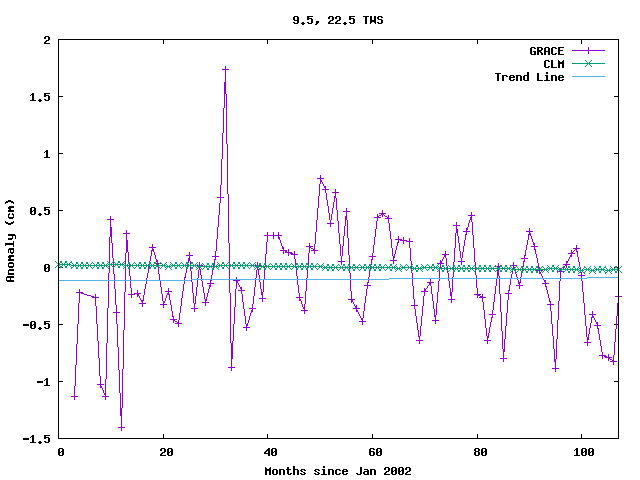 9.5, 22.5 TWS
GRACE
CLM
Trend Line
2
1.5
1
0.5
0
-0.5
-1
-1.5
Anomaly (cm)
0 20 40 60 80 100
Months since Jan 2002